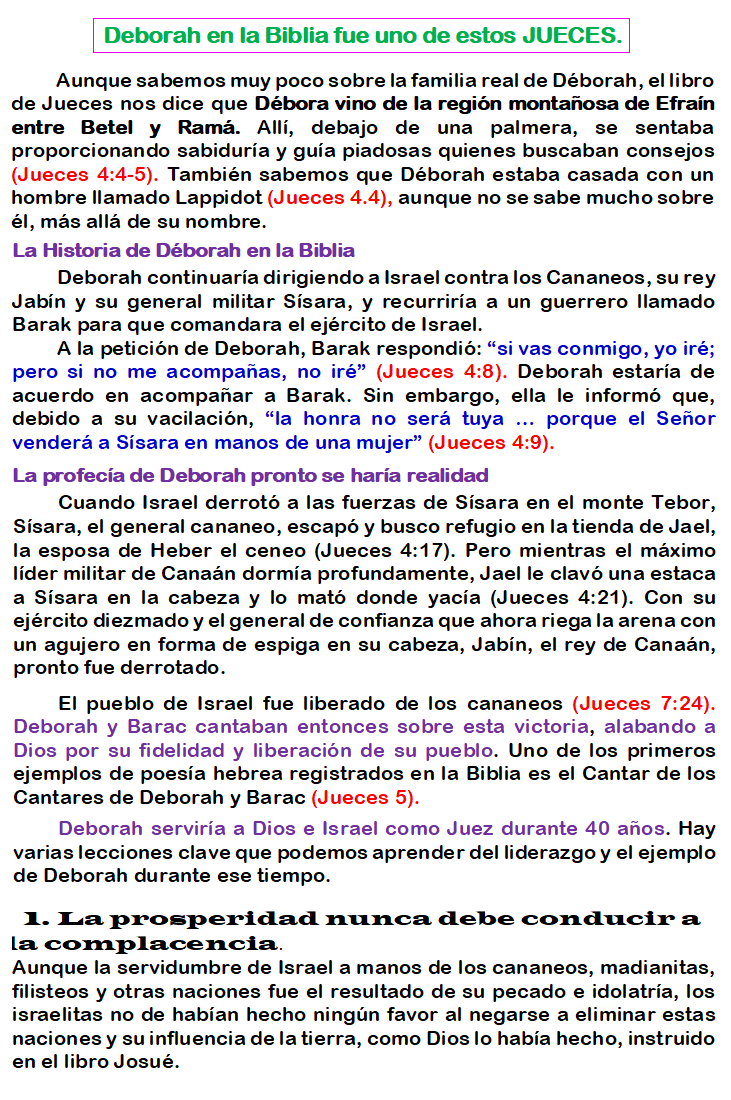 Deborah en la Biblia fue uno de estos JUECES.
Aunque sabemos muy poco sobre la familia real de Déborah, el libro
de Jueces nos dice que Débora vino de la región montañosa de Efraín
entre Betel y Ramá. Allí, debajo de una palmera, se sentaba
proporcionando sabiduría y guía piadosas quienes buscaban consejos
(Jueces 4:4-5). También sabemos que Déborah estaba casada con un
hombre llamado Lappidot (Jueces 4.4), aunque no se sabe mucho sobre
él, más allá de su nombre.
La Historia de Déborah en la Biblia
Deborah continuaría dirigiendo a Israel contra los Cananeos, su rey
Jabín y su general militar Sísara, y recurriría a un guerrero llamado
Barak para que comandara el ejército de Israel.
A la petición de Deborah, Barak respondió: “si vas conmigo, yo iré;
pero si no me acompañas, no iré” (Jueces 4:8). Deborah estaría de
acuerdo en acompañar a Barak. Sin embargo, ella le informó que,
debido a su vacilación, “la honra no será tuya … porque el Señor
venderá a Sísara en manos de una mujer” (Jueces 4:9).
La profecía de Deborah pronto se haría realidad
Cuando Israel derrotó a las fuerzas de Sísara en el monte Tebor,
Sísara, el general cananeo, escapó y busco refugio en la tienda de Jael,
la esposa de Heber el ceneo (Jueces 4:17). Pero mientras el máximo
líder militar de Canaán dormía profundamente, Jael le clavó una estaca
a Sísara en la cabeza y lo mató donde yacía (Jueces 4:21). Con su
ejército diezmado y el general de confianza que ahora riega la arena con
un agujero en forma de espiga en su cabeza, Jabín, el rey de Canaán,
pronto fue derrotado.
El pueblo de Israel fue liberado de los cananeos (Jueces 7:24).
Deborah y Barac cantaban entonces sobre esta victoria, alabando a
Dios por su fidelidad y liberación de su pueblo. Uno de los primeros
ejemplos de poesía hebrea registrados en la Biblia es el Cantar de los
Cantares de Deborah y Barac (Jueces 5).
Deborah serviría a Dios e Israel como Juez durante 40 años. Hay
varias lecciones clave que podemos aprender del liderazgo y el ejemplo
de Deborah durante ese tiempo.
1. La prosperidad nunca debe conducir a
la complacencia.
Aunque la servidumbre de Israel a manos de los cananeos, madianitas,
filisteos y otras naciones fue el resultado de su pecado e idolatría, los
israelitas no de habían hecho ningún favor al negarse a eliminar estas
naciones y su influencia de la tierra, como Dios lo había hecho, instruido
en el libro Josué.